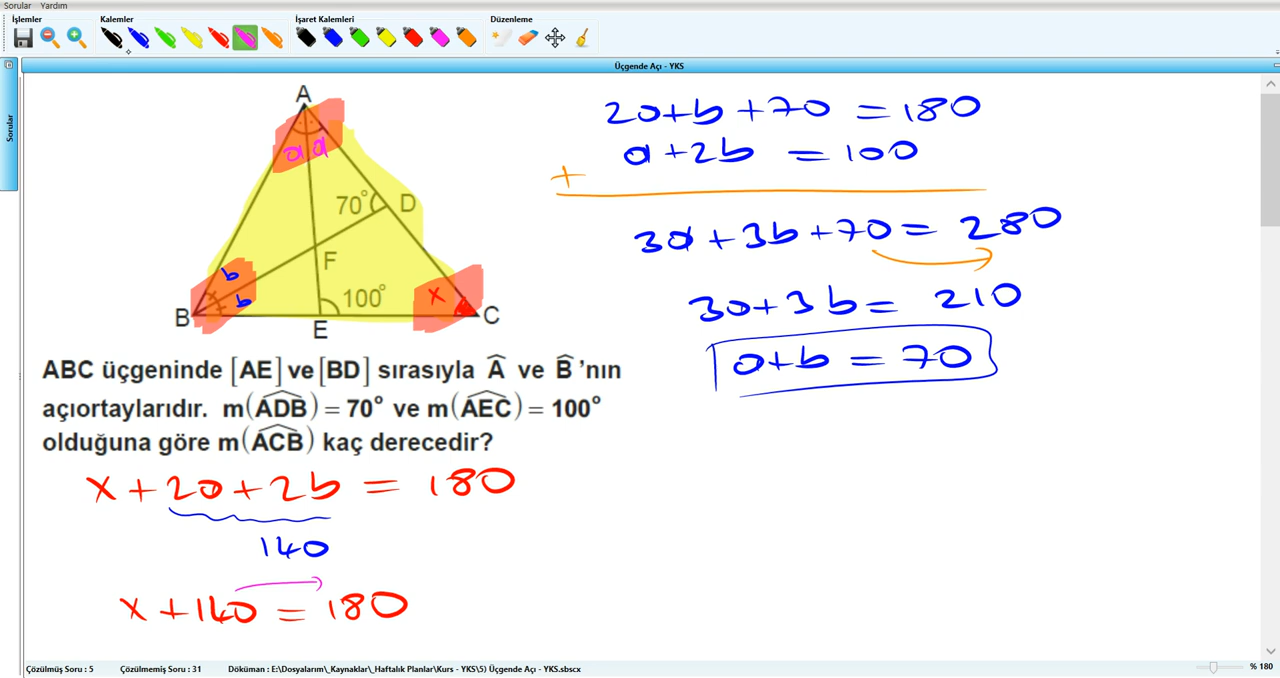 Sorular Yardım
İşlemler Kalemler İşaret Kalemleri Düzenleme
Üçgende Açı - YKS
Sorular
A
a a
70° D
F
b
b
100°
x
B E C
2a+b+70 = 180
a+2b = 100
+
3a+3b+70 = 280
3a+3b = 210
a+b = 70
ABC üçgeninde [AE] ve [BD] sırasıyla Â ve B̂ 'nın
açıortaylarıdır. m(ADB) = 70° ve m(AEC) = 100°
olduğuna göre m(ACB) kaç derecedir?
x + 2a + 2b = 180
140
x + 140 = 180
Çözülmüş Soru : 5 Çözülmemiş Soru : 31 Döküman : E:\Dosyalarım\_Kaynaklar\_Haftalık Planlar\Kurs - YKS\5) Üçgende Açı - YKS.sbscx % 180